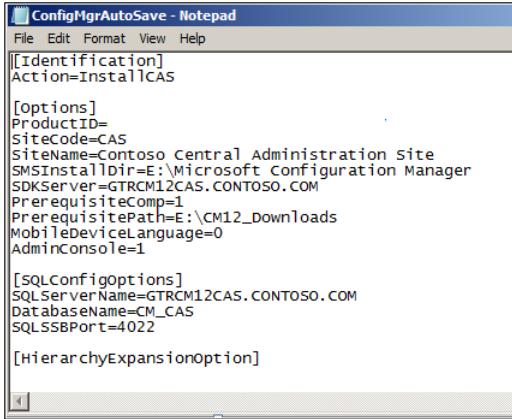 ConfigMgrAutoSave - Notepad
File Edit Format View Help
[Identification]
Action=InstallCAS
[Options]
ProductID=
SiteCode=CAS
SiteName=Contoso Central Administration Site
SMSInstallDir=E:\Microsoft Configuration Manager
SDKServer=GTRCM12CAS.CONTOSO.COM
PrerequisiteComp=1
PrerequisitePath=E:\CM12_Downloads
MobileDeviceLanguage=0
AdminConsole=1
[SQLConfigOptions]
SQLServerName=GTRCM12CAS.CONTOSO.COM
DatabaseName=CM_CAS
SQLSSBPort=4022
[HierarchyExpansionOption]